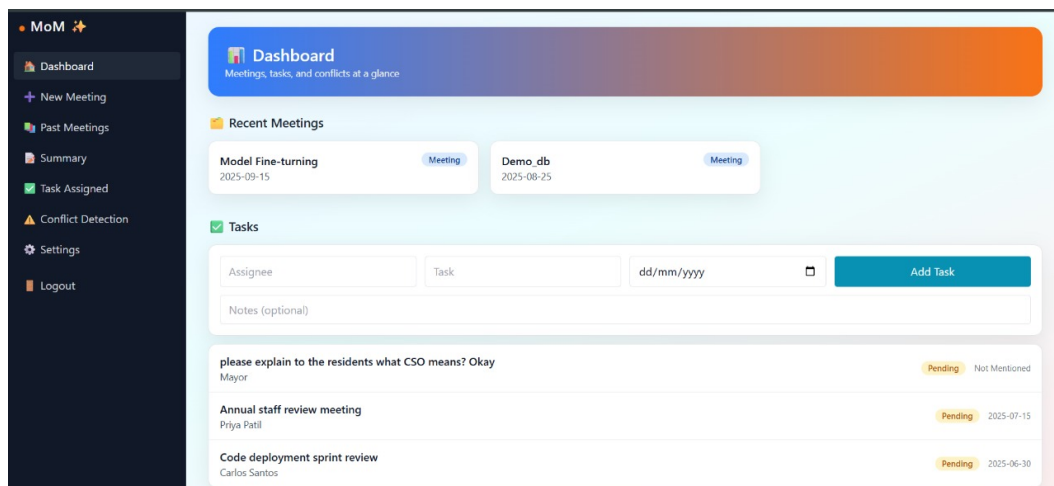 MoM
Dashboard
New Meeting
Past Meetings
Summary
Task Assigned
Conflict Detection
Settings
Logout
Dashboard
Meetings, tasks, and conflicts at a glance
Recent Meetings
Model Fine-turning Meeting
2025-09-15
Demo_db Meeting
2025-08-25
Tasks
Assignee Task dd/mm/yyyy Add Task
Notes (optional)
please explain to the residents what CSO means? Okay
Mayor
Pending Not Mentioned
Annual staff review meeting
Priya Patil
Pending 2025-07-15
Code deployment sprint review
Carlos Santos
Pending 2025-06-30